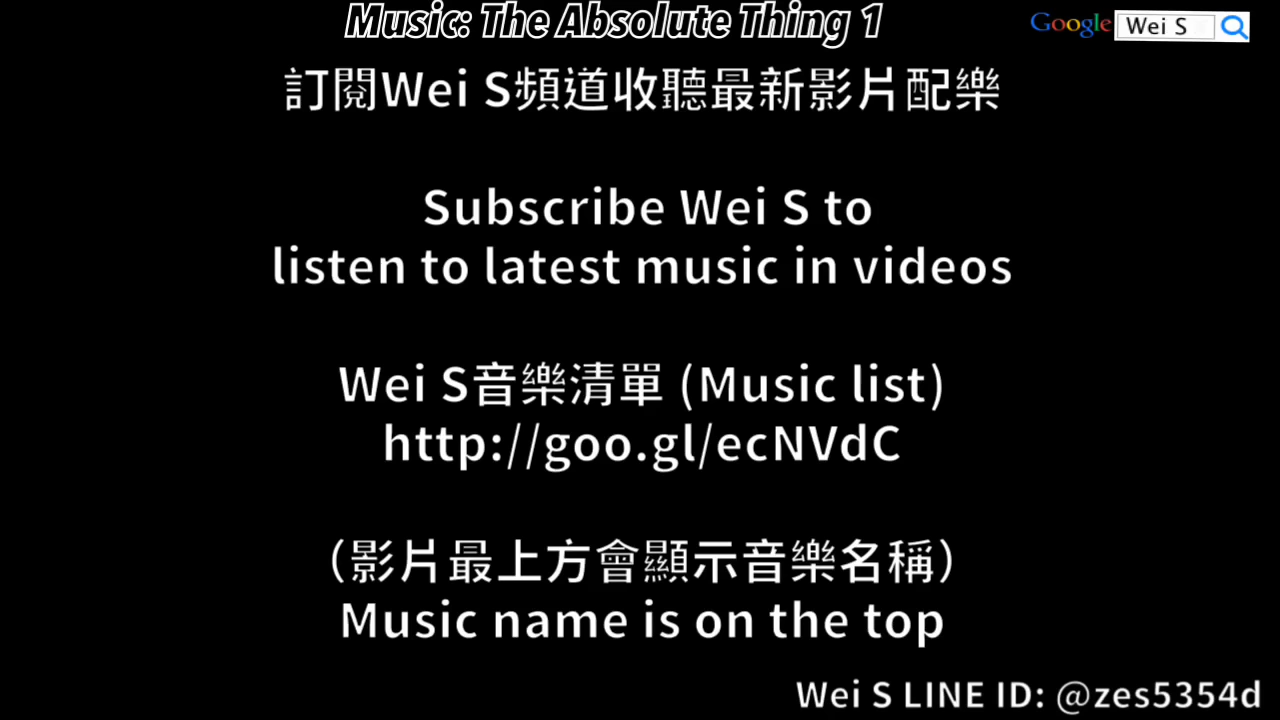 Music: The Absolute Thing 1
Google Wei S
訂閱Wei S頻道收聽最新影片配樂
Subscribe Wei S to
listen to latest music in videos
Wei S音樂清單 (Music list)
http://goo.gl/ecNVdC
（影片最上方會顯示音樂名稱）
Music name is on the top
Wei S LINE ID: @zes5354d